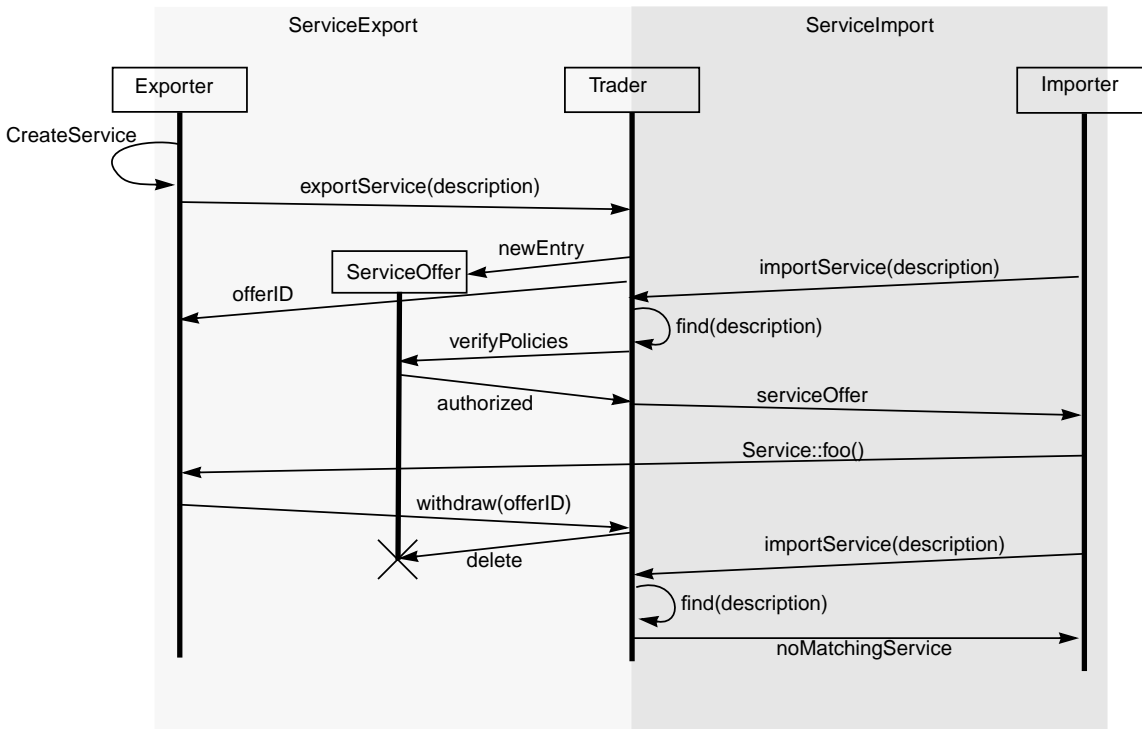 ServiceExport
ServiceImport
Exporter
Trader
Importer
CreateService
exportService(description)
newEntry
ServiceOffer
importService(description)
offerID
find(description)
verifyPolicies
authorized
serviceOffer
Service::foo()
withdraw(offerID)
importService(description)
delete
find(description)
noMatchingService